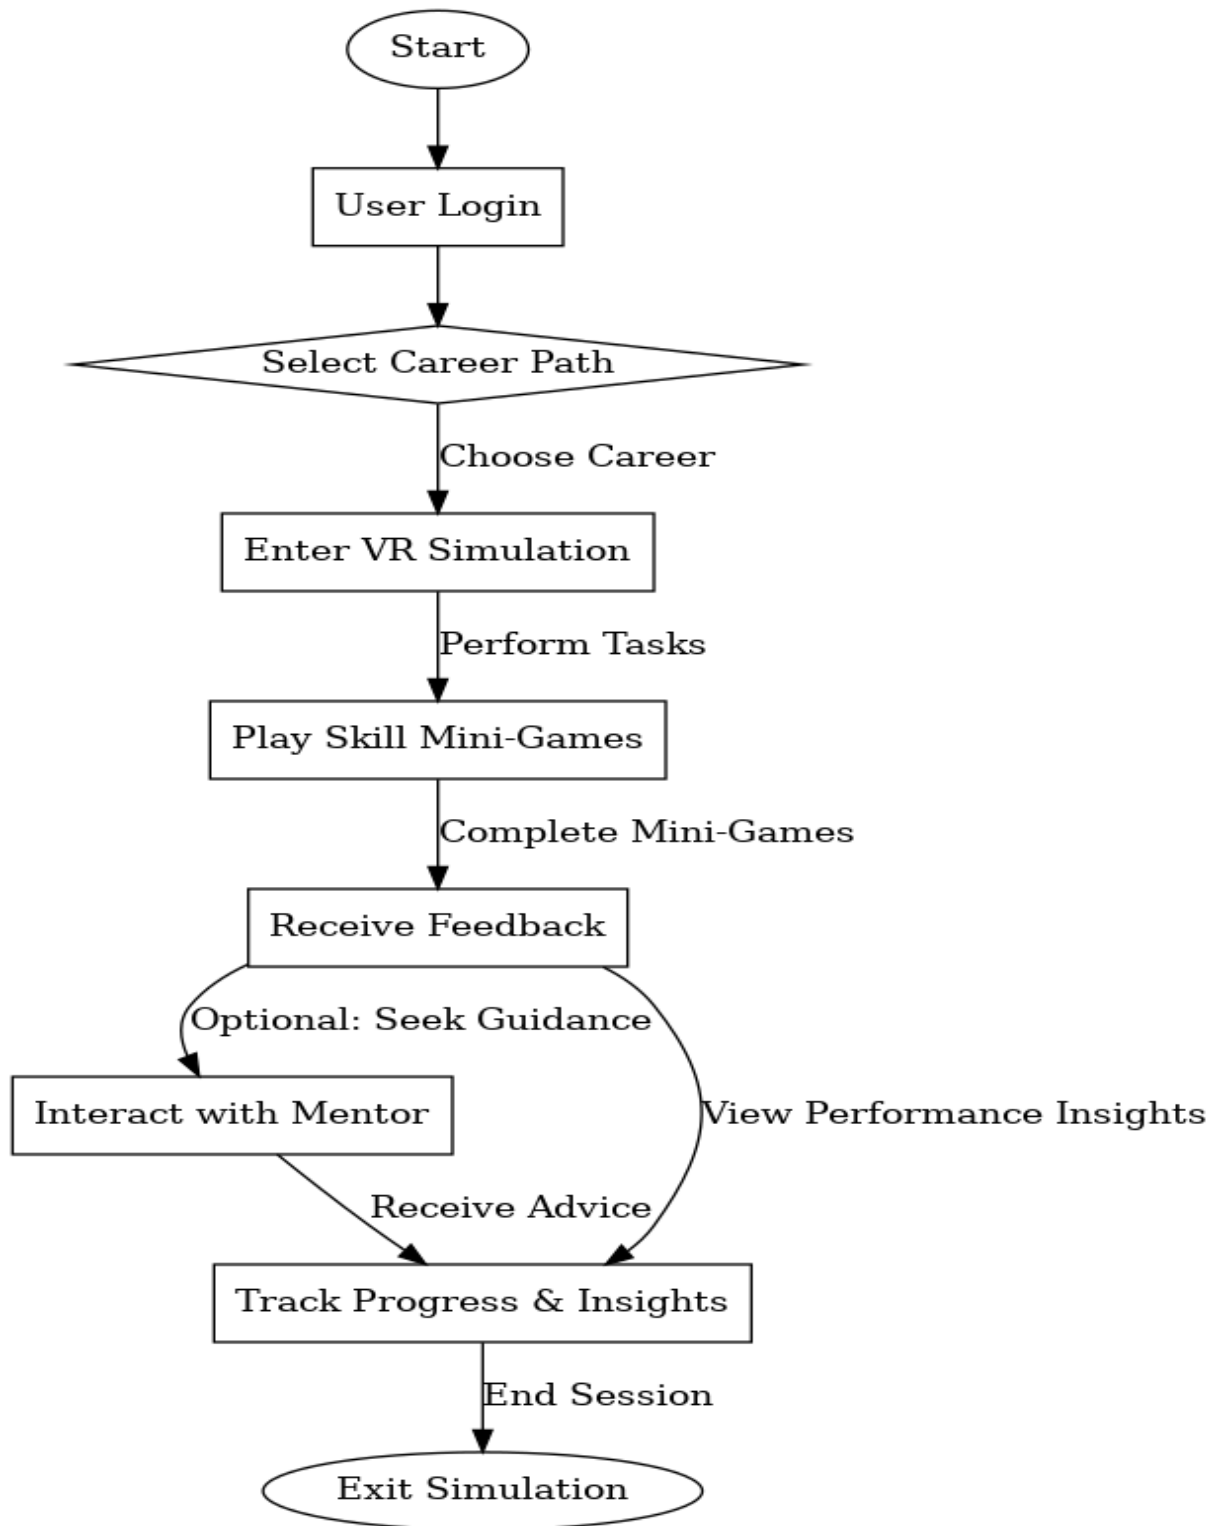 Start
User Login
Select Career Path
Choose Career
Enter VR Simulation
Perform Tasks
Play Skill Mini-Games
Complete Mini-Games
Receive Feedback
Optional: Seek Guidance
Interact with Mentor
View Performance Insights
Receive Advice
Track Progress & Insights
End Session
Exit Simulation